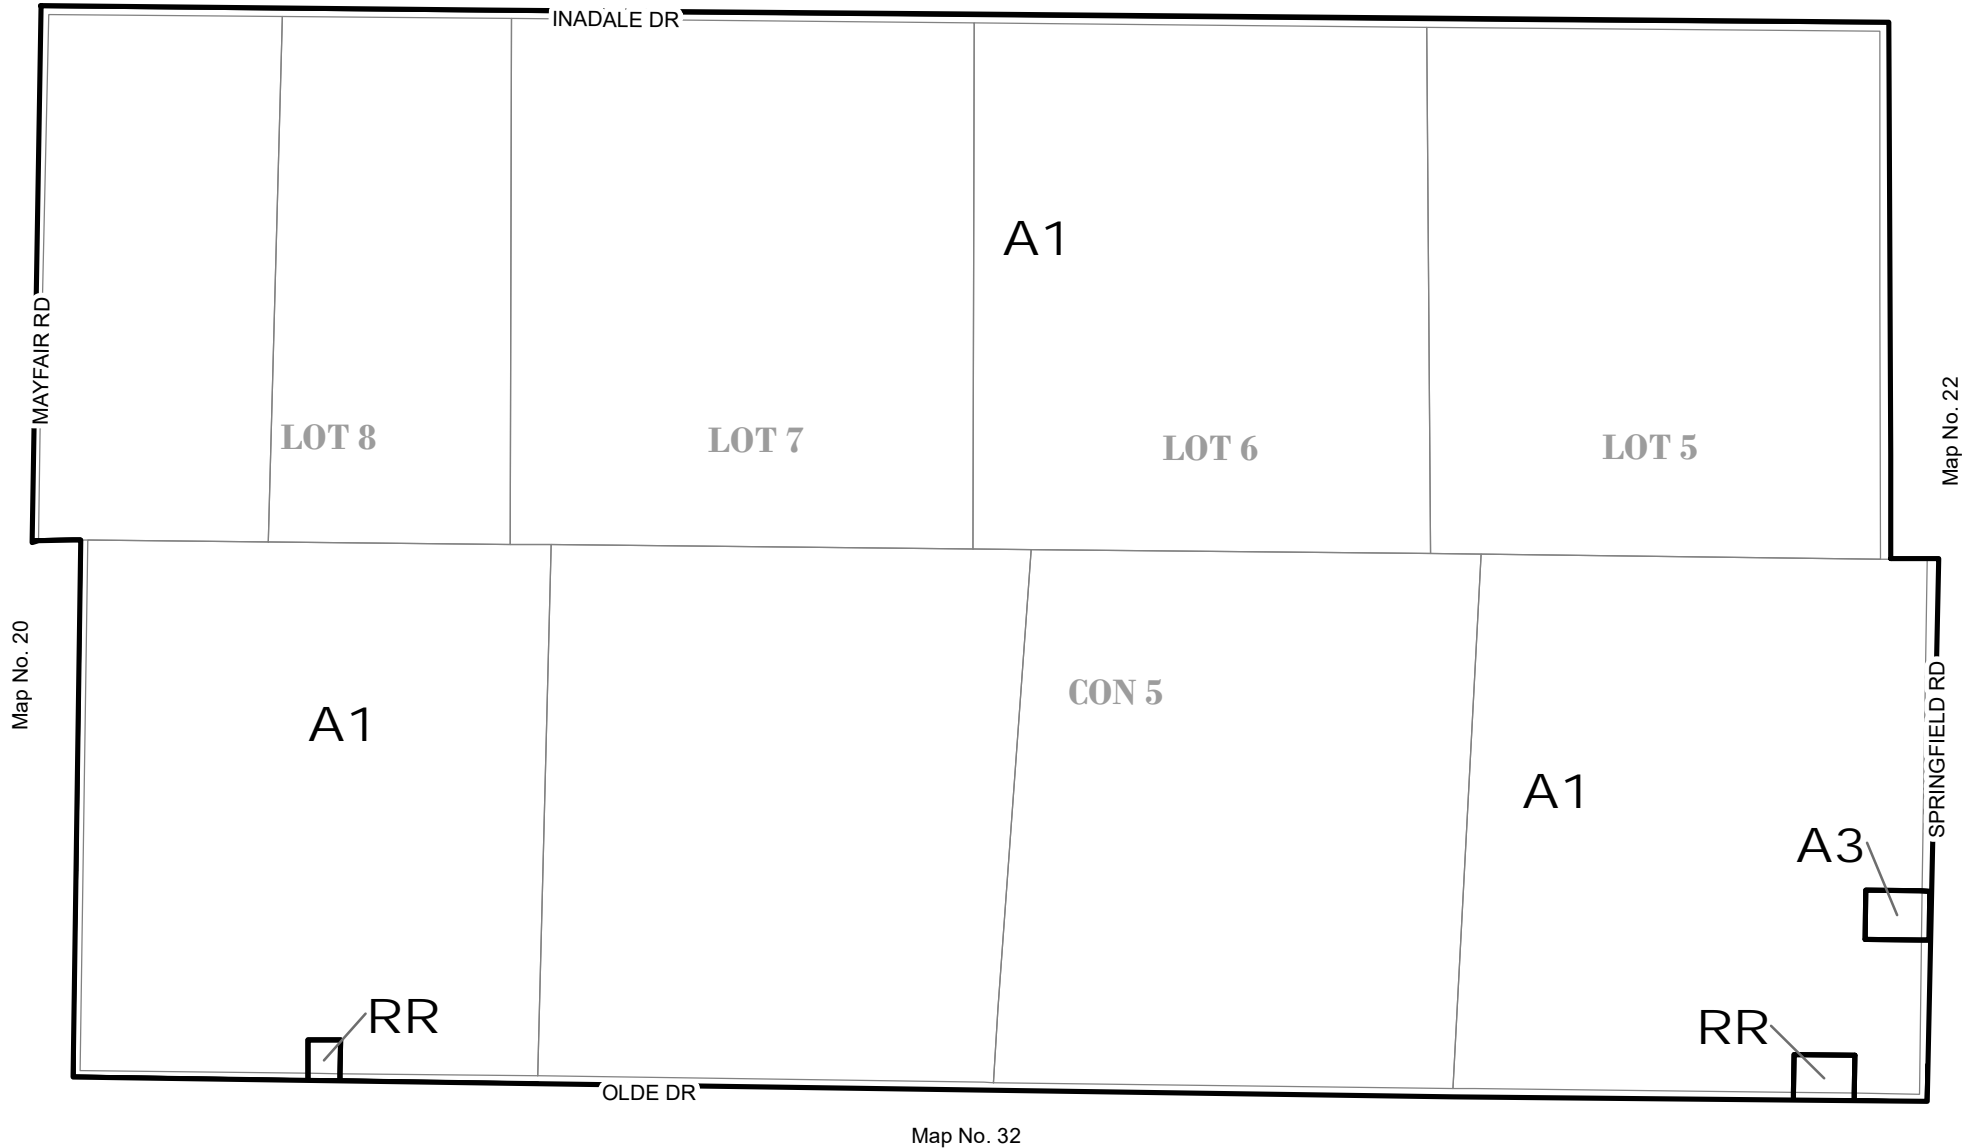 INADALE DR
A1
MAYFAIR RD
Map No. 22
LOT 8
LOT 7
LOT 6
LOT 5
Map No. 20
CON 5
A1
SPRINGFIELD RD
A1
A3
RR
RR
OLDE DR
Map No. 32